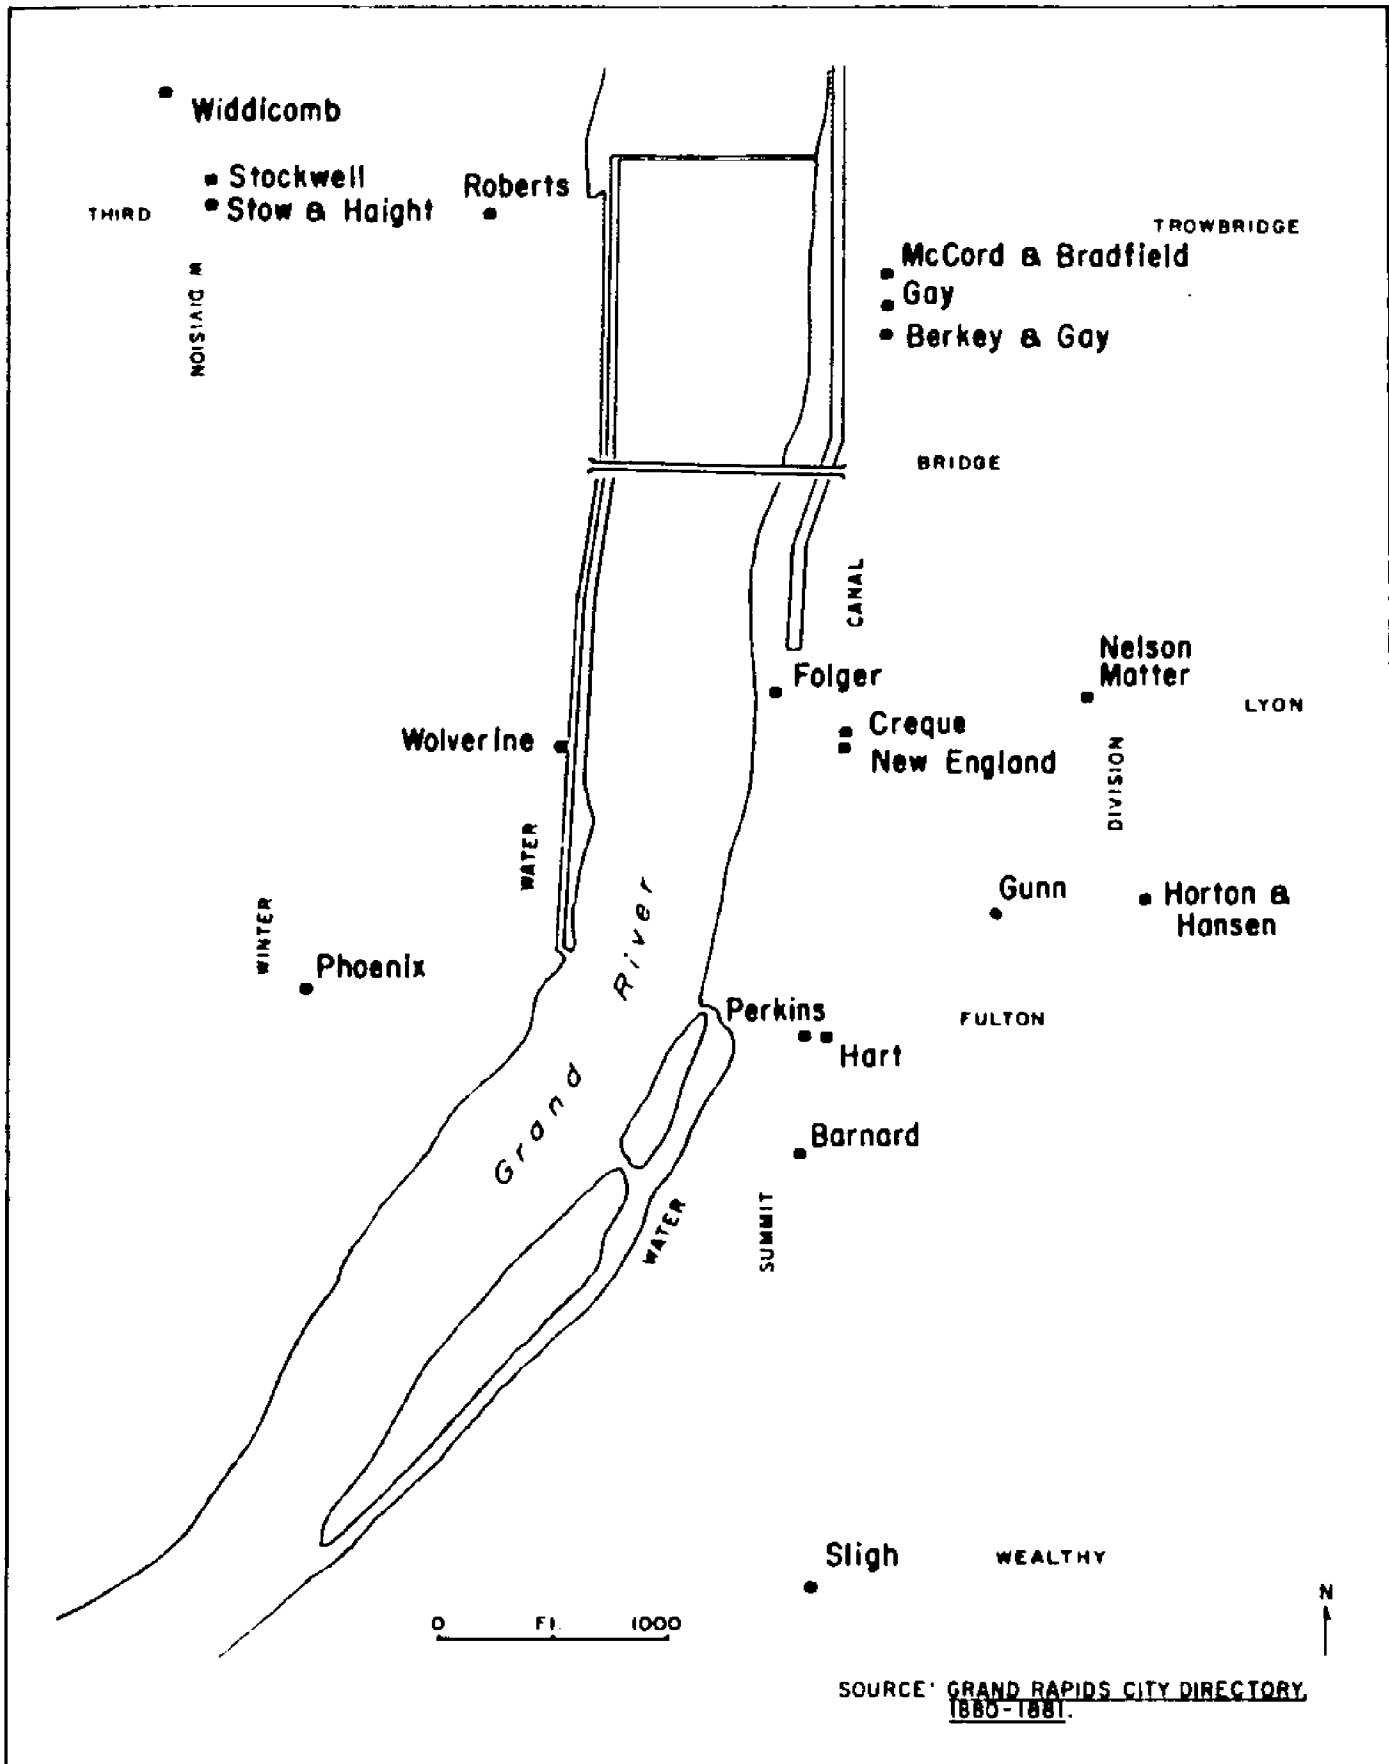 Widdicomb
Stockwell
Stow & Haight
Roberts
THIRD
TROWBRIDGE
McCord & Bradfield
Gay
Berkey & Gay
W DIVISION
BRIDGE
CANAL
Nelson
Matter
Folger
LYON
Creque
New England
Wolverine
DIVISION
WATER
Gunn
Horton &
Hansen
WINTER
Phoenix
Grand River
Perkins
FULTON
Hart
Barnard
WATER
SUMMIT
Sligh
WEALTHY
N
0 FT. 1000
SOURCE: GRAND RAPIDS CITY DIRECTORY,
1880-1881.